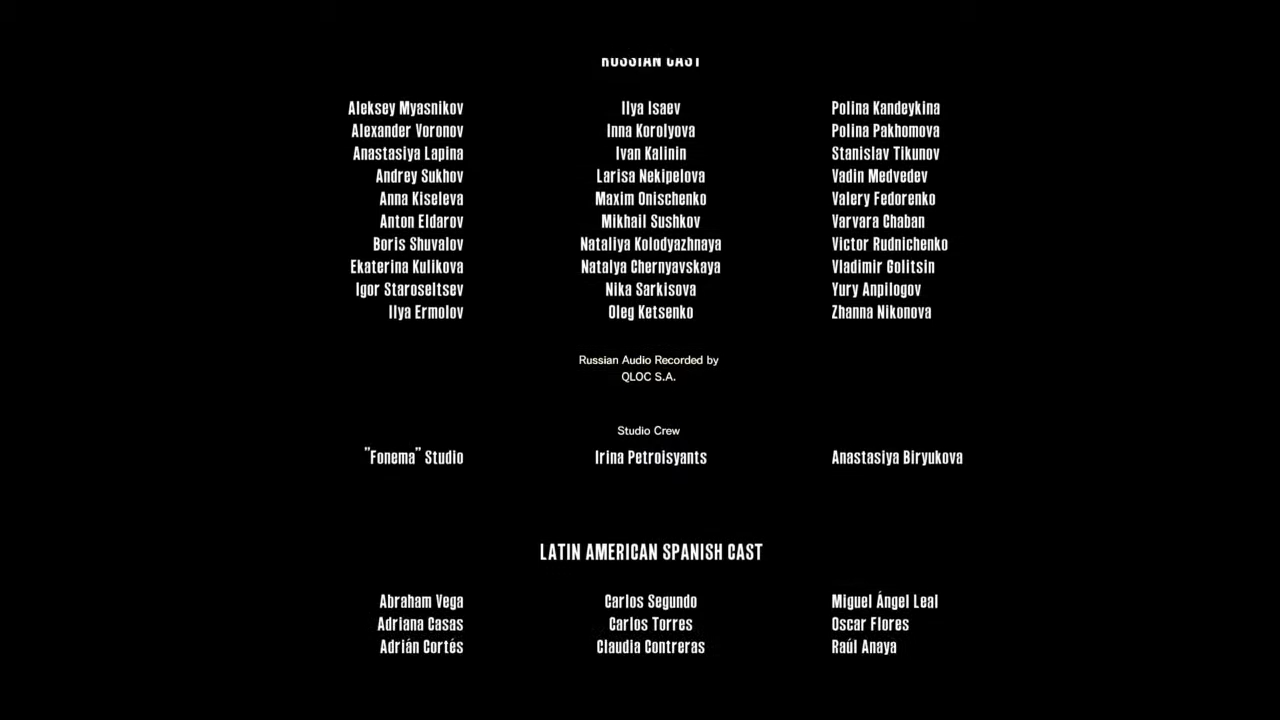 RUSSIAN CAST
Aleksey Myasnikov Ilya Isaev Polina Kandeykina
Alexander Voronov Inna Korolyova Polina Pakhomova
Anastasiya Lapina Ivan Kalinin Stanislav Tikunov
Andrey Sukhov Larisa Nekipelova Vadin Medvedev
Anna Kiseleva Maxim Onischenko Valery Fedorenko
Anton Eldarov Mikhail Sushkov Varvara Chaban
Boris Shuvalov Nataliya Kolodyazhnaya Victor Rudnichenko
Ekaterina Kulikova Natalya Chernyavskaya Vladimir Golitsin
Igor Staroseltsev Nika Sarkisova Yury Anpilogov
Ilya Ermolov Oleg Ketsenko Zhanna Nikonova
Russian Audio Recorded by
QLOC S.A.
Studio Crew
"Fonema" Studio Irina Petroisyants Anastasiya Biryukova
LATIN AMERICAN SPANISH CAST
Abraham Vega Carlos Segundo Miguel Ángel Leal
Adriana Casas Carlos Torres Oscar Flores
Adrián Cortés Claudia Contreras Raúl Anaya